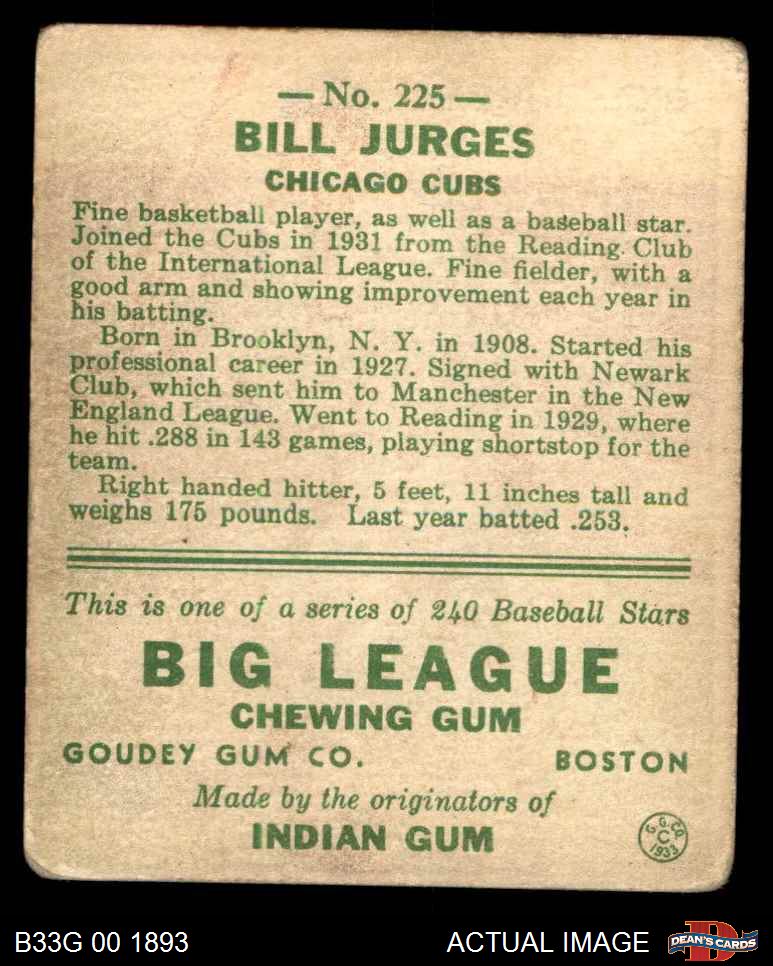 — No. 225 —
BILL JURGES
CHICAGO CUBS
Fine basketball player, as well as a baseball star.
Joined the Cubs in 1931 from the Reading Club
of the International League. Fine fielder, with a
good arm and showing improvement each year in
his batting.
Born in Brooklyn, N. Y. in 1908. Started his
professional career in 1927. Signed with Newark
Club, which sent him to Manchester in the New
England League. Went to Reading in 1929, where
he hit .288 in 143 games, playing shortstop for the
team.
Right handed hitter, 5 feet, 11 inches tall and
weighs 175 pounds. Last year batted .253.
This is one of a series of 240 Baseball Stars
BIG LEAGUE
CHEWING GUM
GOUDEY GUM CO. BOSTON
Made by the originators of
INDIAN GUM
G. G. CO.
C
1933
B33G 00 1893 ACTUAL IMAGE D DEAN'S CARDS